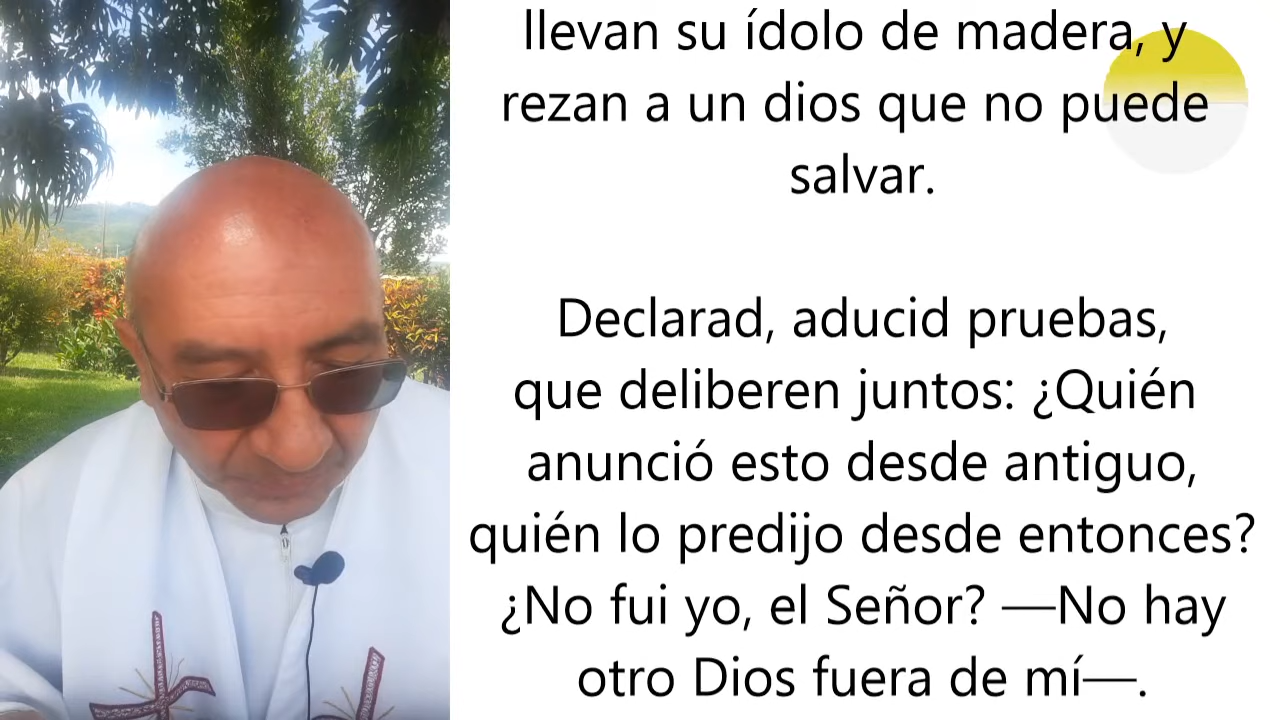 llevan su ídolo de madera, y
rezan a un dios que no puede
salvar.
Declarad, aducid pruebas,
que deliberen juntos: ¿Quién
anunció esto desde antiguo,
quién lo predijo desde entonces?
¿No fui yo, el Señor? —No hay
otro Dios fuera de mí—.